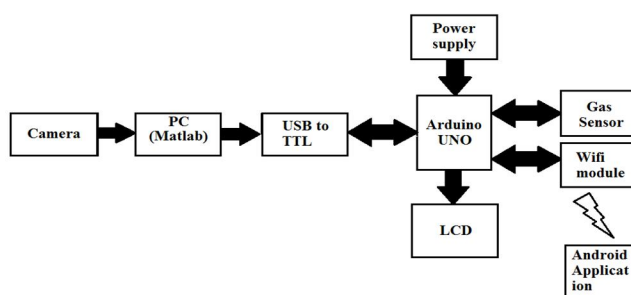 Power
supply
Camera
PC
(Matlab)
USB to
TTL
Arduino
UNO
Gas
Sensor
Wifi
module
LCD
Android
Applicat
ion